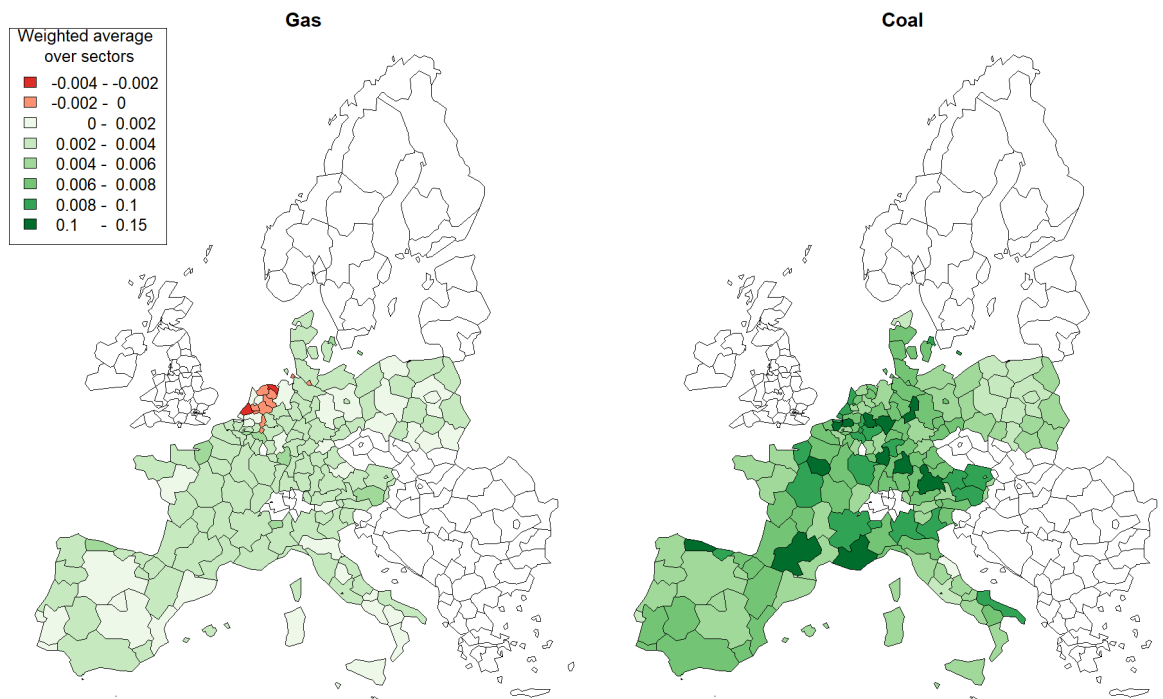 Gas
Coal
Weighted average
over sectors
-0.004 - -0.002
-0.002 - 0
0 - 0.002
0.002 - 0.004
0.004 - 0.006
0.006 - 0.008
0.008 - 0.1
0.1 - 0.15